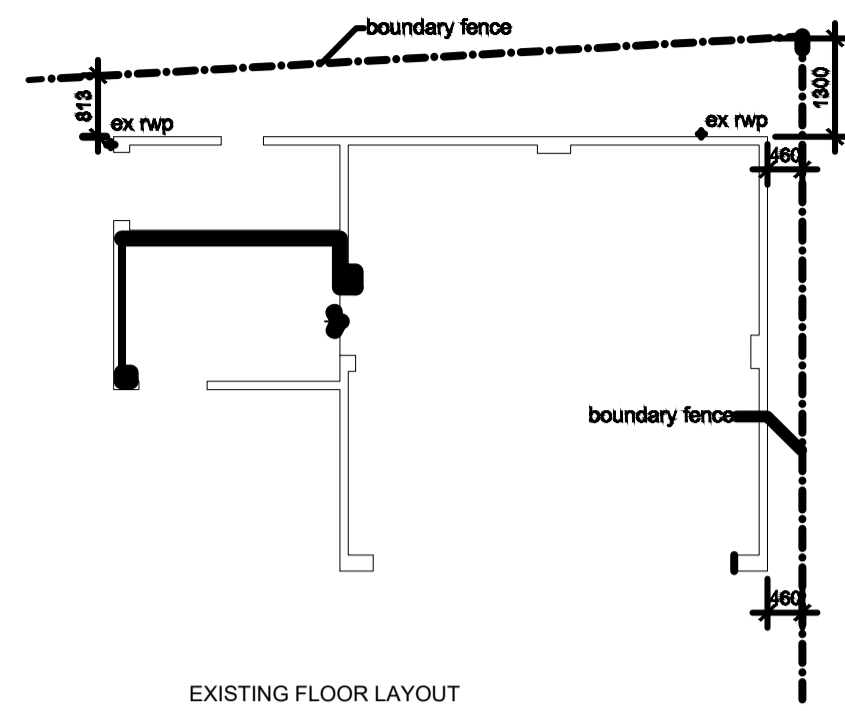 boundary fence
813
1300
ex rwp
ex rwp
460
boundary fence
460
EXISTING FLOOR LAYOUT